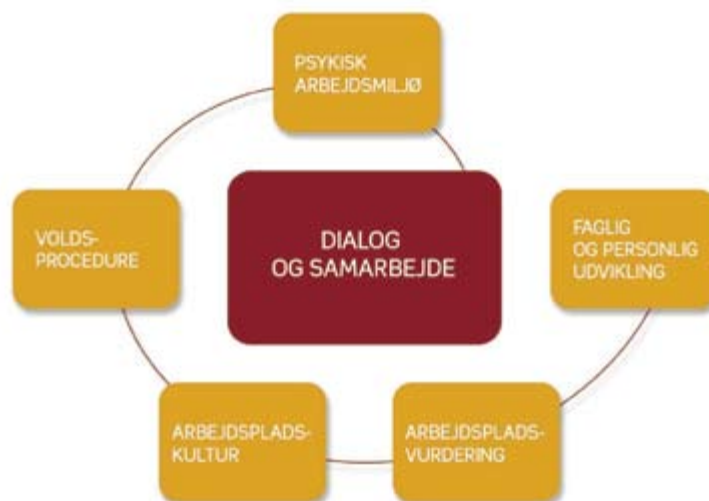 PSYKISK
ARBEJDSMILJØ
VOLDS-
PROCEDURE
DIALOG
OG SAMARBEJDE
FAGLIG
OG PERSONLIG
UDVIKLING
ARBEJDSPLADS-
KULTUR
ARBEJDSPLADS-
VURDERING